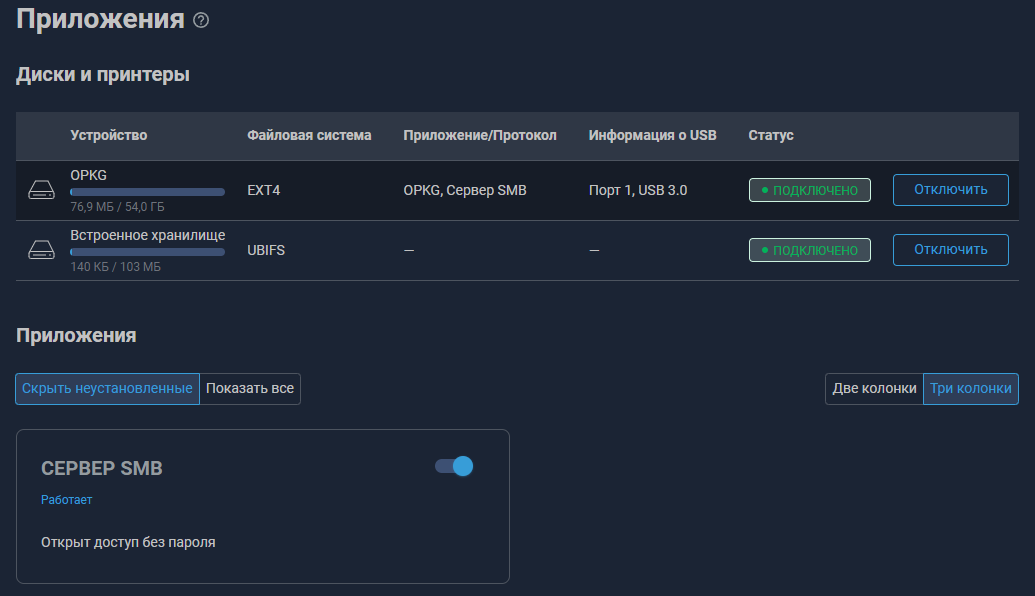 Приложения ?
Диски и принтеры
Устройство Файловая система Приложение/Протокол Информация о USB Статус
OPKG
76,9 МБ / 54,0 ГБ
EXT4 OPKG, Сервер SMB Порт 1, USB 3.0 ПОДКЛЮЧЕНО Отключить
Встроенное хранилище
140 КБ / 103 МБ
UBIFS — — ПОДКЛЮЧЕНО Отключить
Приложения
Скрыть неустановленные Показать все Две колонки Три колонки
СЕРВЕР SMB
Работает
Открыт доступ без пароля